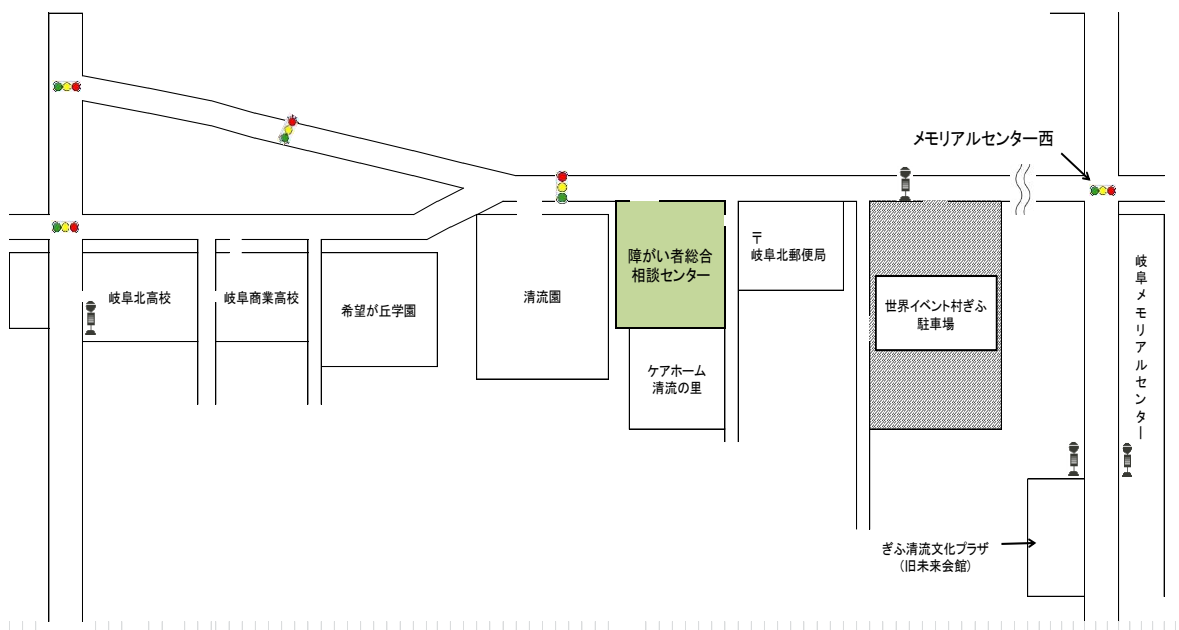 メモリアルセンター西
障がい者総合
相談センター
〒
岐阜北郵便局
岐阜北高校
岐阜商業高校
希望が丘学園
清流園
世界イベント村ぎふ
駐車場
ケアホーム
清流の里
岐阜メモリアルセンター
ぎふ清流文化プラザ
(旧未来会館)